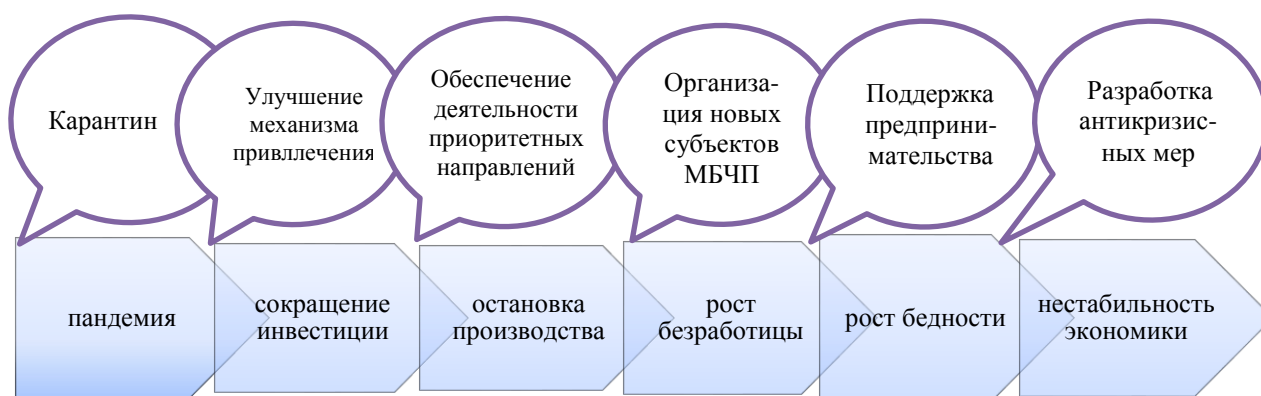 Карантин
Улучшение
механизма
привллечения
Обеспечение
деятельности
приоритетных
направлений
Организа-
ция новых
субъектов
МБЧП
Поддержка
предприни-
мательства
Разработка
антикризис-
ных мер
пандемия
сокращение
инвестиции
остановка
производства
рост
безработицы
рост бедности
нестабильность
экономики